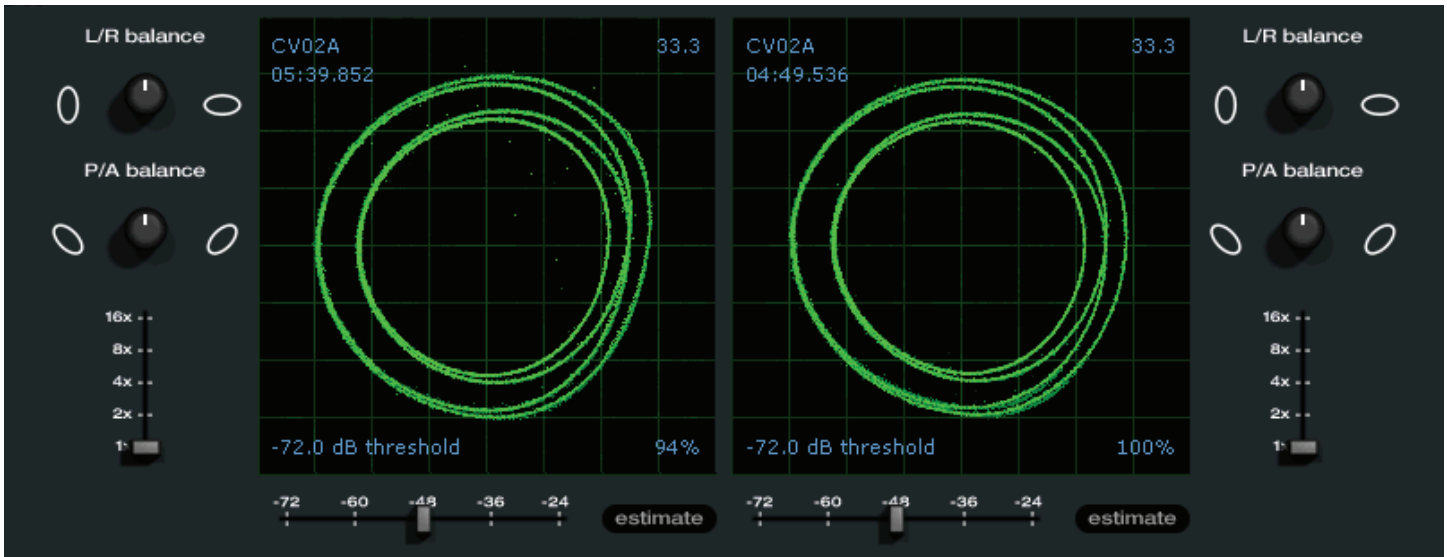 L/R balance
P/A balance
16x
8x
4x
2x
CV02A
33.3
05:39.852
-72.0 dB threshold
94%
-72
-60
-48
-36
-24
estimate
CV02A
33.3
04:49.536
-72.0 dB threshold
100%
-72
-60
-48
-36
-24
estimate
L/R balance
P/A balance
16x
8x
4x
2x